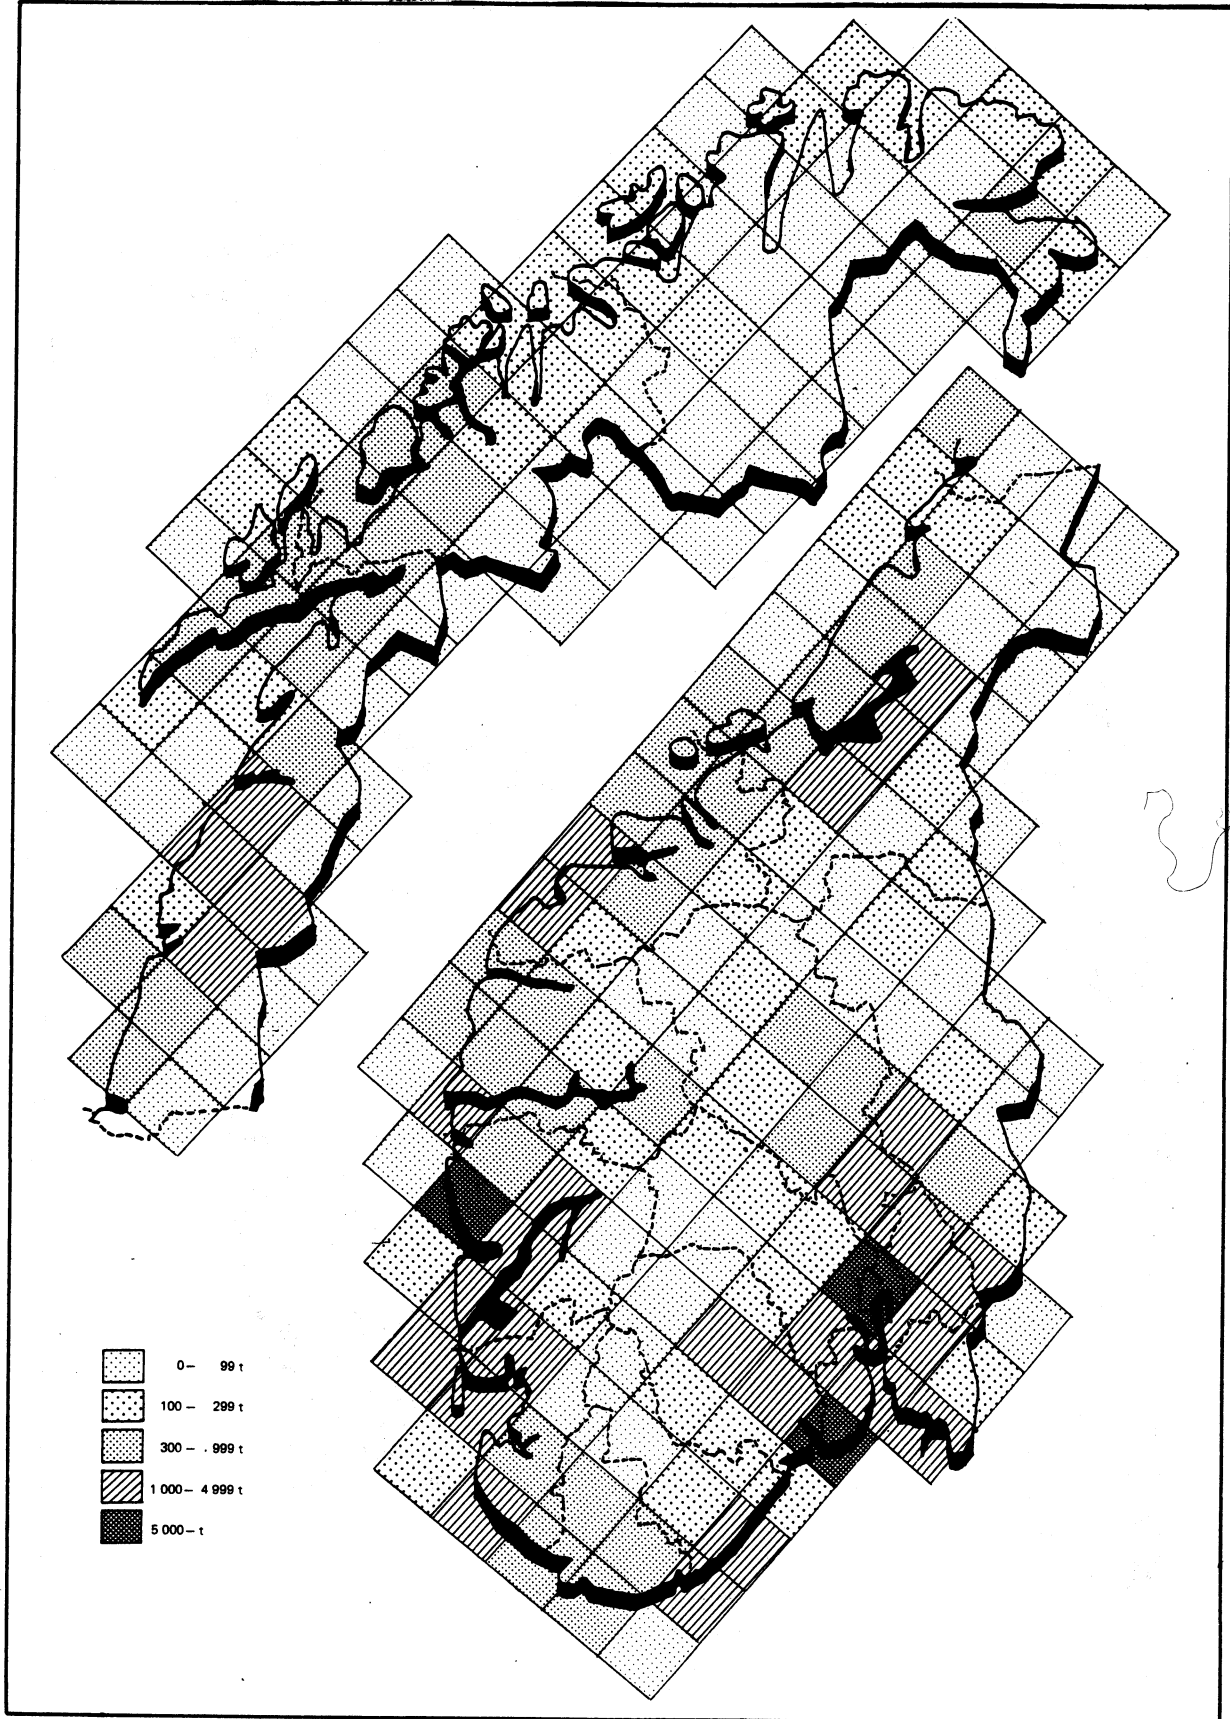 0– 99 t
100 – 299 t
300 – . 999 t
1 000 – 4 999 t
5 000 – t